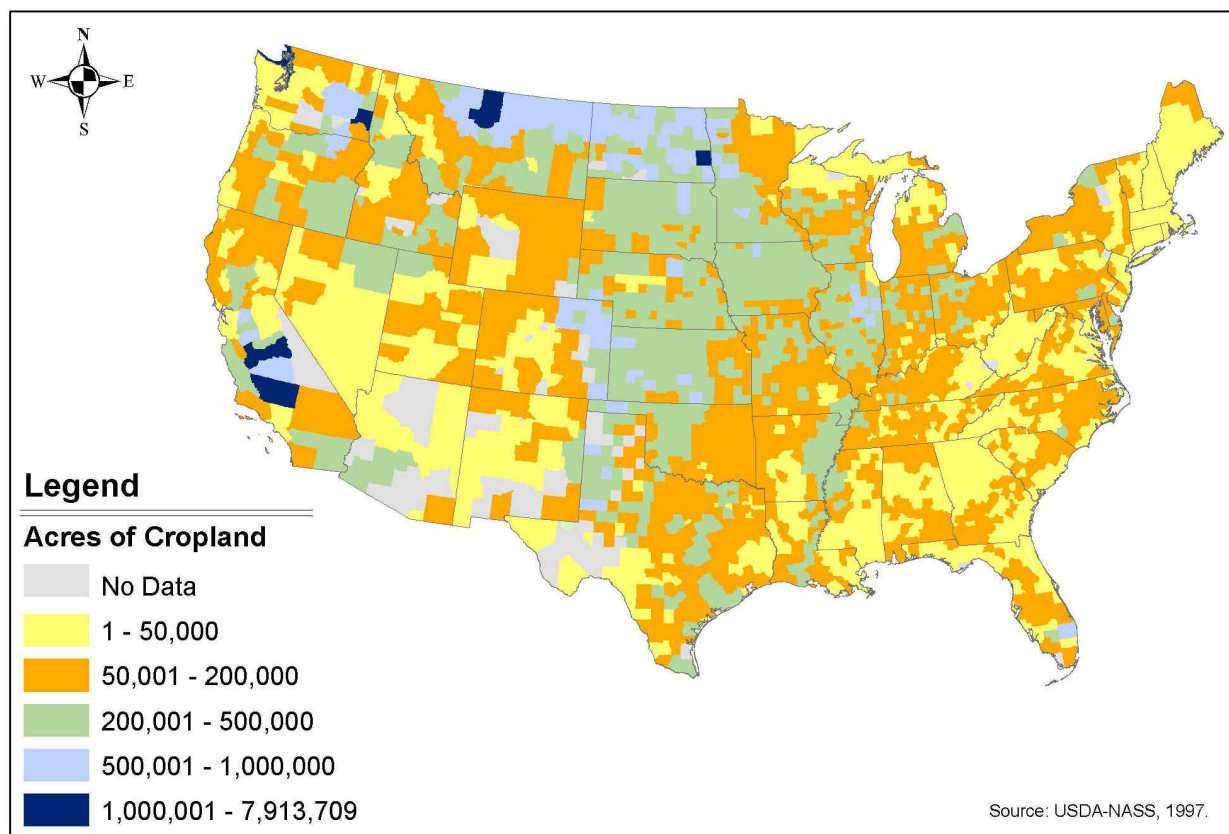 N
W E
S
Legend
Acres of Cropland
No Data
1 - 50,000
50,001 - 200,000
200,001 - 500,000
500,001 - 1,000,000
1,000,001 - 7,913,709
Source: USDA-NASS, 1997.